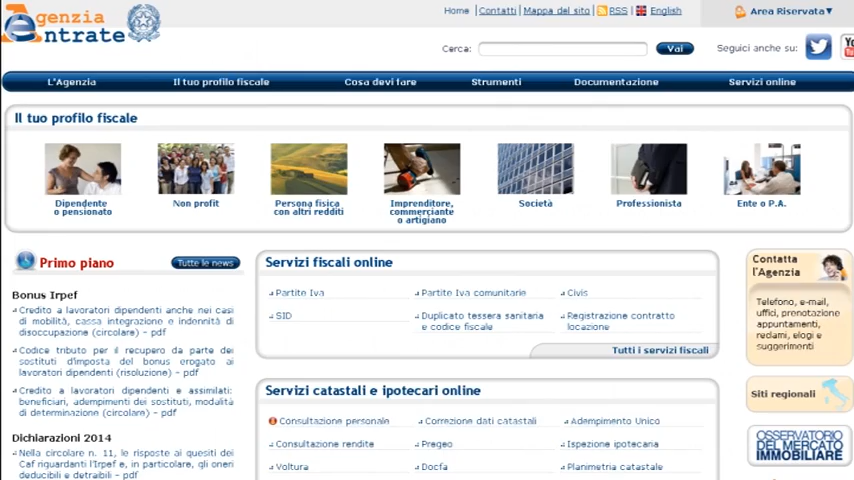 Agenzia
Entrate
Home | Contatti | Mappa del sito | RSS | English
Area Riservata▼
Cerca:
Vai
Seguici anche su:
L'Agenzia
Il tuo profilo fiscale
Cosa devi fare
Strumenti
Documentazione
Servizi online
Il tuo profilo fiscale
Dipendente
o pensionato
Non profit
Persona fisica
con altri redditi
Imprenditore,
commerciante
o artigiano
Società
Professionista
Ente o P.A.
Primo piano
Tutte le news
Bonus Irpef
Credito a lavoratori dipendenti anche nei casi
di mobilità, cassa integrazione e indennità di
disoccupazione (circolare) - pdf
Codice tributo per il recupero da parte dei
sostituti d'imposta del bonus erogato ai
lavoratori dipendenti (risoluzione) - pdf
Credito a lavoratori dipendenti e assimilati:
beneficiari, adempimenti dei sostituti, modalità
di determinazione (circolare) - pdf
Dichiarazioni 2014
Nella circolare n. 11, le risposte ai quesiti dei
Caf riguardanti l'Irpef e, in particolare, gli oneri
deducibili e detraibili - pdf
Servizi fiscali online
Partite Iva
Partite Iva comunitarie
Civis
SID
Duplicato tessera sanitaria
e codice fiscale
Registrazione contratto
locazione
Tutti i servizi fiscali
Servizi catastali e ipotecari online
Consultazione personale
Correzione dati catastali
Adempimento Unico
Consultazione rendite
Pregeo
Ispezione ipotecaria
Voltura
Docfa
Planimetria catastale
Contatta
l'Agenzia
Telefono, e-mail,
uffici, prenotazione
appuntamenti,
reclami, elogi e
suggerimenti
Siti regionali
OSSERVATORIO
DEL MERCATO
IMMOBILIARE